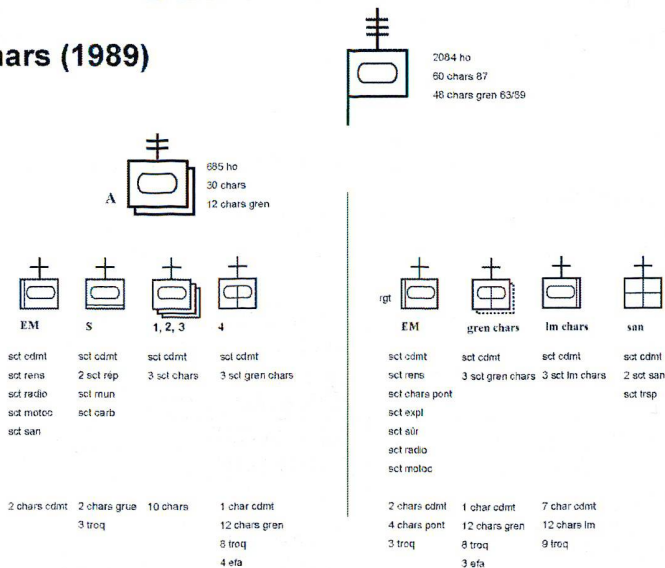 ars (1989)
2084 ho
60 chars 87
48 chars gren 63/89
685 ho
30 chars
12 chars gren
A
rgt
EM
S
1, 2, 3
4
EM
gren chars
lm chars
san
sct cdmt
sct rens
sct radio
sct motoc
sct san
sct cdmt
2 sct rép
sct mun
sct carb
sct cdmt
3 sct chars
sct cdmt
3 sct gren chars
sct cdmt
sct rens
sct chars pont
sct expl
sct sûr
sct radio
sct motoc
sct cdmt
3 sct gren chars
sct cdmt
3 sct lm chars
sct cdmt
2 sct san
sct trsp
2 chars cdmt
2 chars grue
3 troq
10 chars
1 char cdmt
12 chars gren
8 troq
4 efa
2 chars cdmt
4 chars pont
3 troq
1 char cdmt
12 chars gren
8 troq
3 efa
7 char cdmt
12 chars lm
9 troq